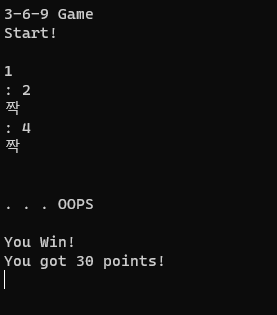 3-6-9 Game
Start!
1
: 2
짝
: 4
짝
. . . OOPS
You Win!
You got 30 points!